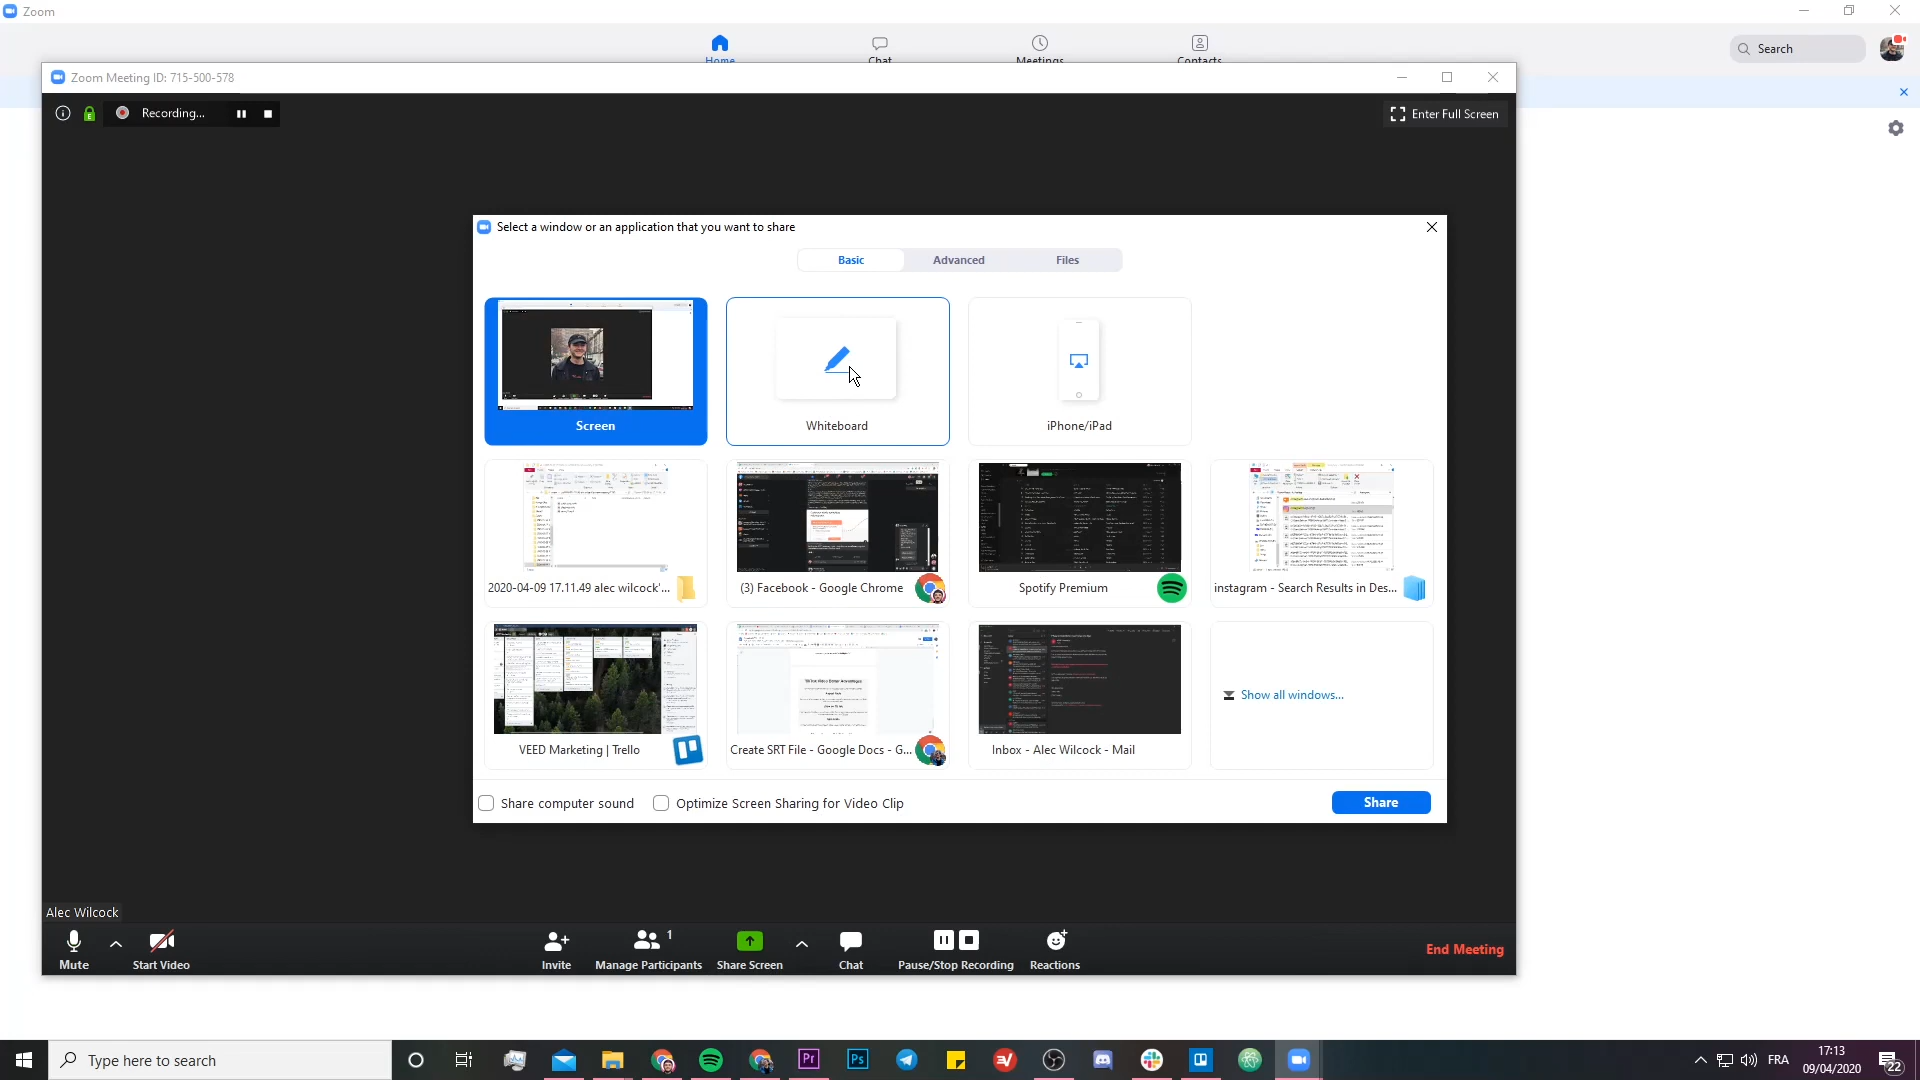 Zoom
Home
Chat
Meetings
Contacts
Search
Zoom Meeting ID: 715-500-578
Recording...
Enter Full Screen
Select a window or an application that you want to share
Basic
Advanced
Files
Screen
Whiteboard
iPhone/iPad
2020-04-09 17.11.49 alec wilcock'...
(3) Facebook - Google Chrome
Spotify Premium
instagram - Search Results in Des...
VEED Marketing | Trello
Create SRT File - Google Docs - G...
Inbox - Alec Wilcock - Mail
Show all windows...
Share computer sound
Optimize Screen Sharing for Video Clip
Share
Alec Wilcock
Mute
Start Video
Invite
1
Manage Participants
Share Screen
Chat
Pause/Stop Recording
Reactions
End Meeting
Type here to search
Pr
Ps
FRA
17:13
09/04/2020
22